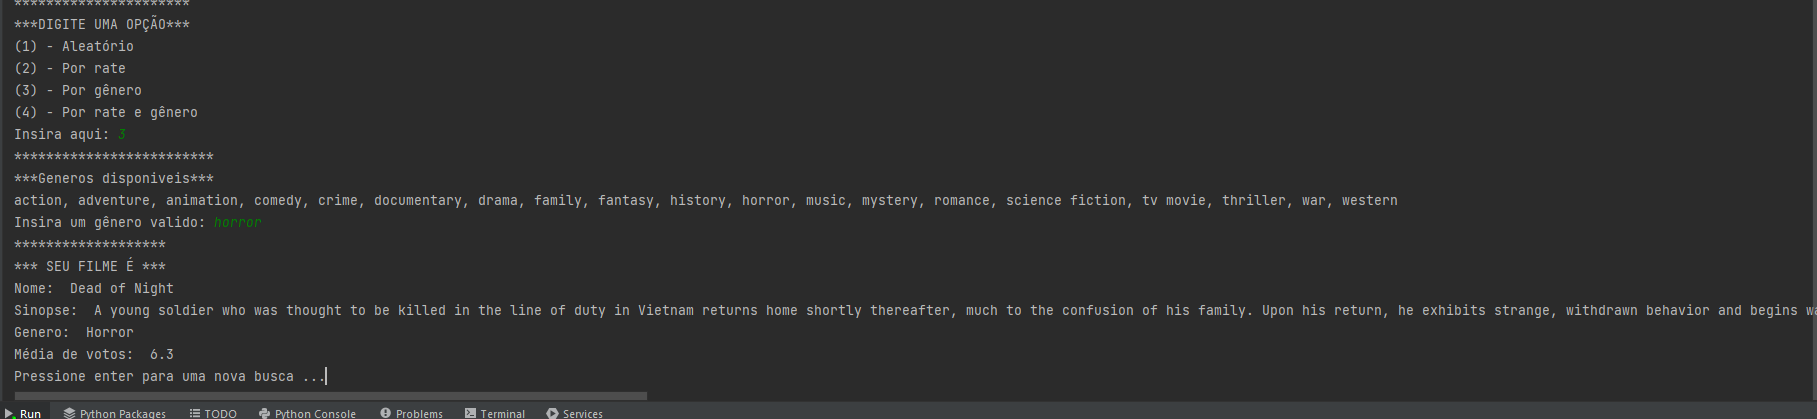 **********************
***DIGITE UMA OPÇÃO***
(1) - Aleatório
(2) - Por rate
(3) - Por gênero
(4) - Por rate e gênero
Insira aqui: 3
*************************
***Generos disponiveis***
action, adventure, animation, comedy, crime, documentary, drama, family, fantasy, history, horror, music, mystery, romance, science fiction, tv movie, thriller, war, western
Insira um gênero valido: horror
*******************
*** SEU FILME É ***
Nome:  Dead of Night
Sinopse:  A young soldier who was thought to be killed in the line of duty in Vietnam returns home shortly thereafter, much to the confusion of his family. Upon his return, he exhibits strange, withdrawn behavior and begins
Genero:  Horror
Média de votos:  6.3
Pressione enter para uma nova busca ...
Run Python Packages TODO Python Console Problems Terminal Services